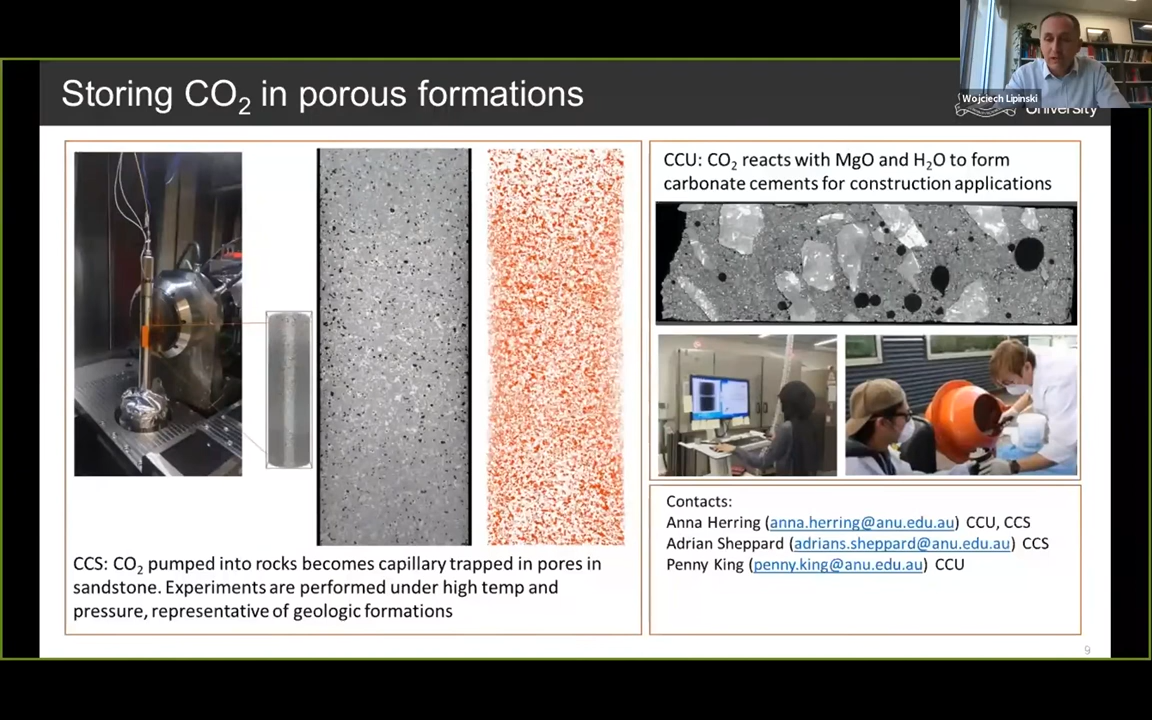 Storing CO₂ in porous formations
Wojciech Lipinski
University
CCS: CO₂ pumped into rocks becomes capillary trapped in pores in
sandstone. Experiments are performed under high temp and
pressure, representative of geologic formations
CCU: CO₂ reacts with MgO and H₂O to form
carbonate cements for construction applications
Contacts:
Anna Herring (anna.herring@anu.edu.au) CCU, CCS
Adrian Sheppard (adrians.sheppard@anu.edu.au) CCS
Penny King (penny.king@anu.edu.au) CCU
9